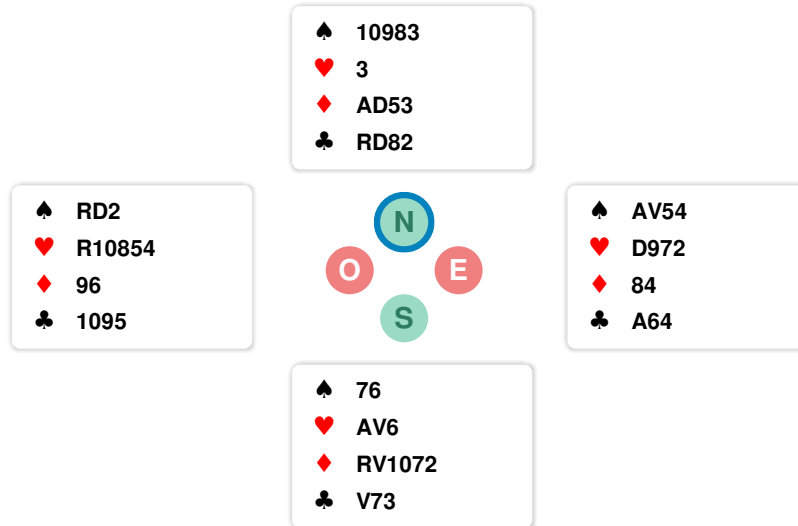 ♠ 10983
♥ 3
♦ AD53
♣ RD82
♠ RD2
♥ R10854
♦ 96
♣ 1095
N
O
E
S
♠ AV54
♥ D972
♦ 84
♣ A64
♠ 76
♥ AV6
♦ RV1072
♣ V73